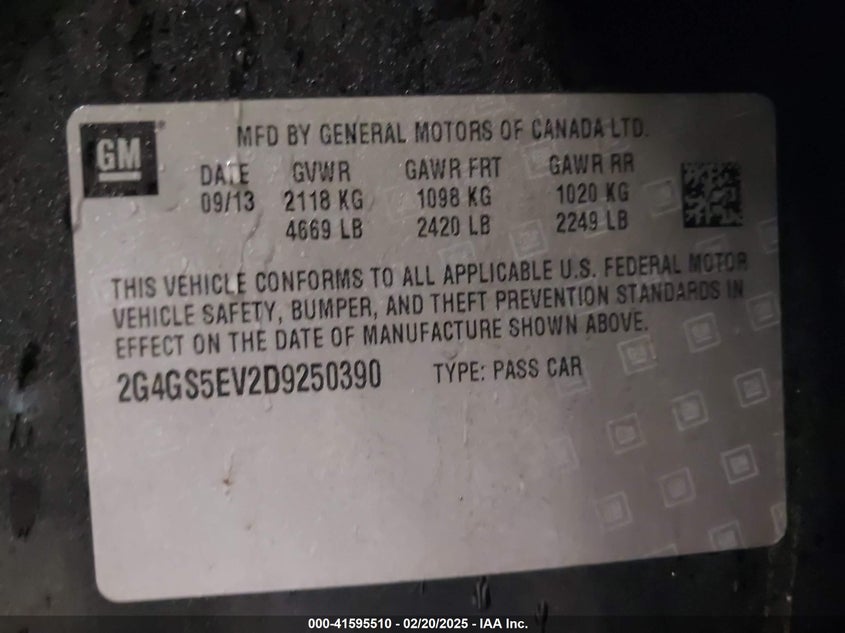 GM
MFD BY GENERAL MOTORS OF CANADA LTD.
DATE GVWR GAWR FRT GAWR RR
09/13 2118 KG 1098 KG 1020 KG
4669 LB 2420 LB 2249 LB
THIS VEHICLE CONFORMS TO ALL APPLICABLE U.S. FEDERAL MOTOR
VEHICLE SAFETY, BUMPER, AND THEFT PREVENTION STANDARDS IN
EFFECT ON THE DATE OF MANUFACTURE SHOWN ABOVE.
2G4GS5EV2D9250390 TYPE: PASS CAR
000-41595510 - 02/20/2025 - IAA Inc.